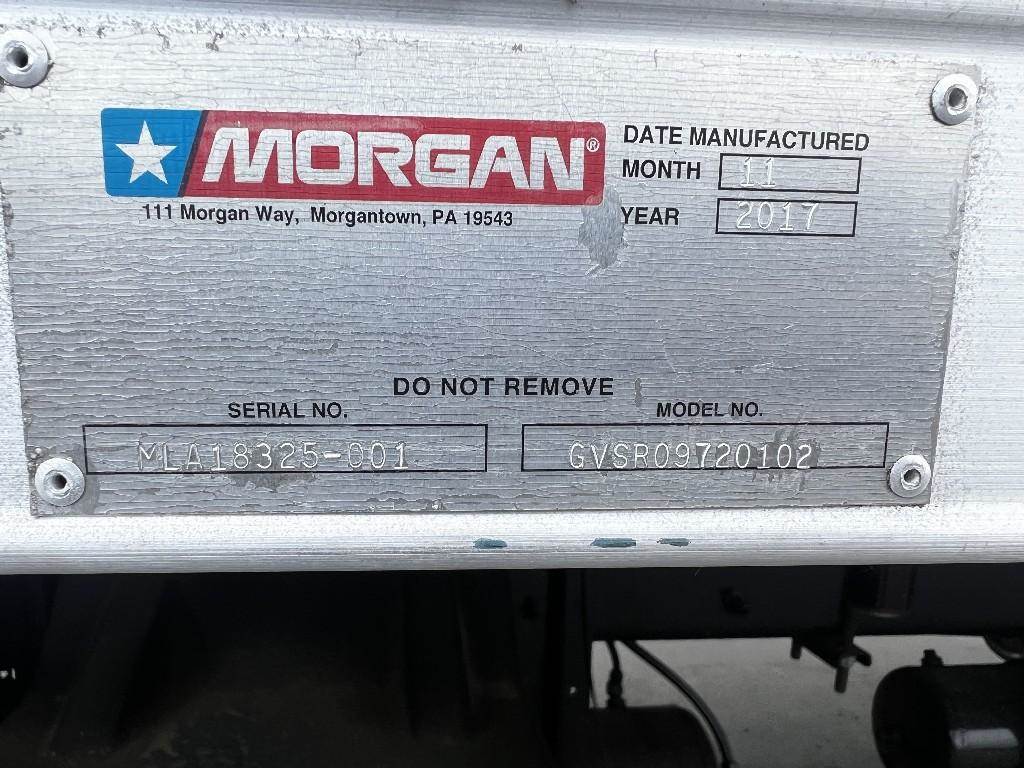 MORGAN®
111 Morgan Way, Morgantown, PA 19543
DATE MANUFACTURED
MONTH 11
YEAR 2017
DO NOT REMOVE
SERIAL NO.
MLA18325-001
MODEL NO.
GVSR09720102